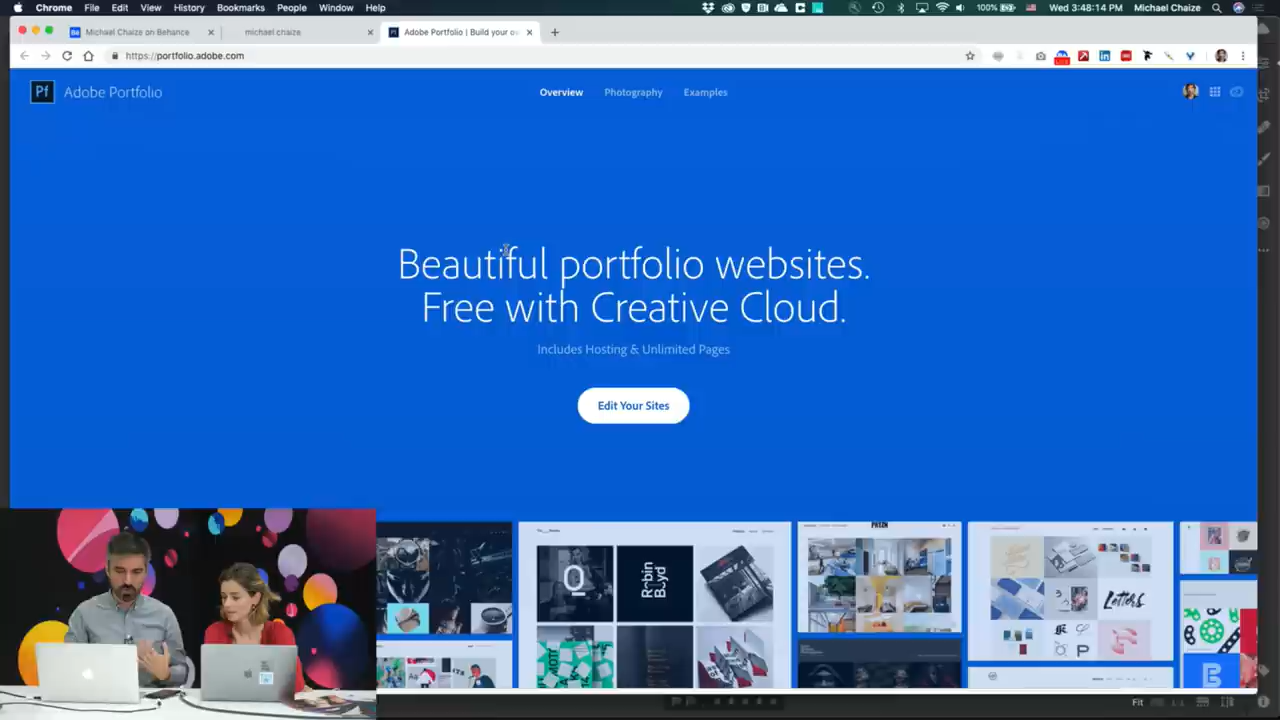 Chrome File Edit View History Bookmarks People Window Help
100% Wed 3:48:14 PM Michael Chaize
Michael Chaize on Behance
michael chaize
Adobe Portfolio | Build your o
https://portfolio.adobe.com
Pf Adobe Portfolio
Overview Photography Examples
Beautiful portfolio websites.
Free with Creative Cloud.
Includes Hosting & Unlimited Pages
Edit Your Sites
Robin
Boyd
Letters
Fit